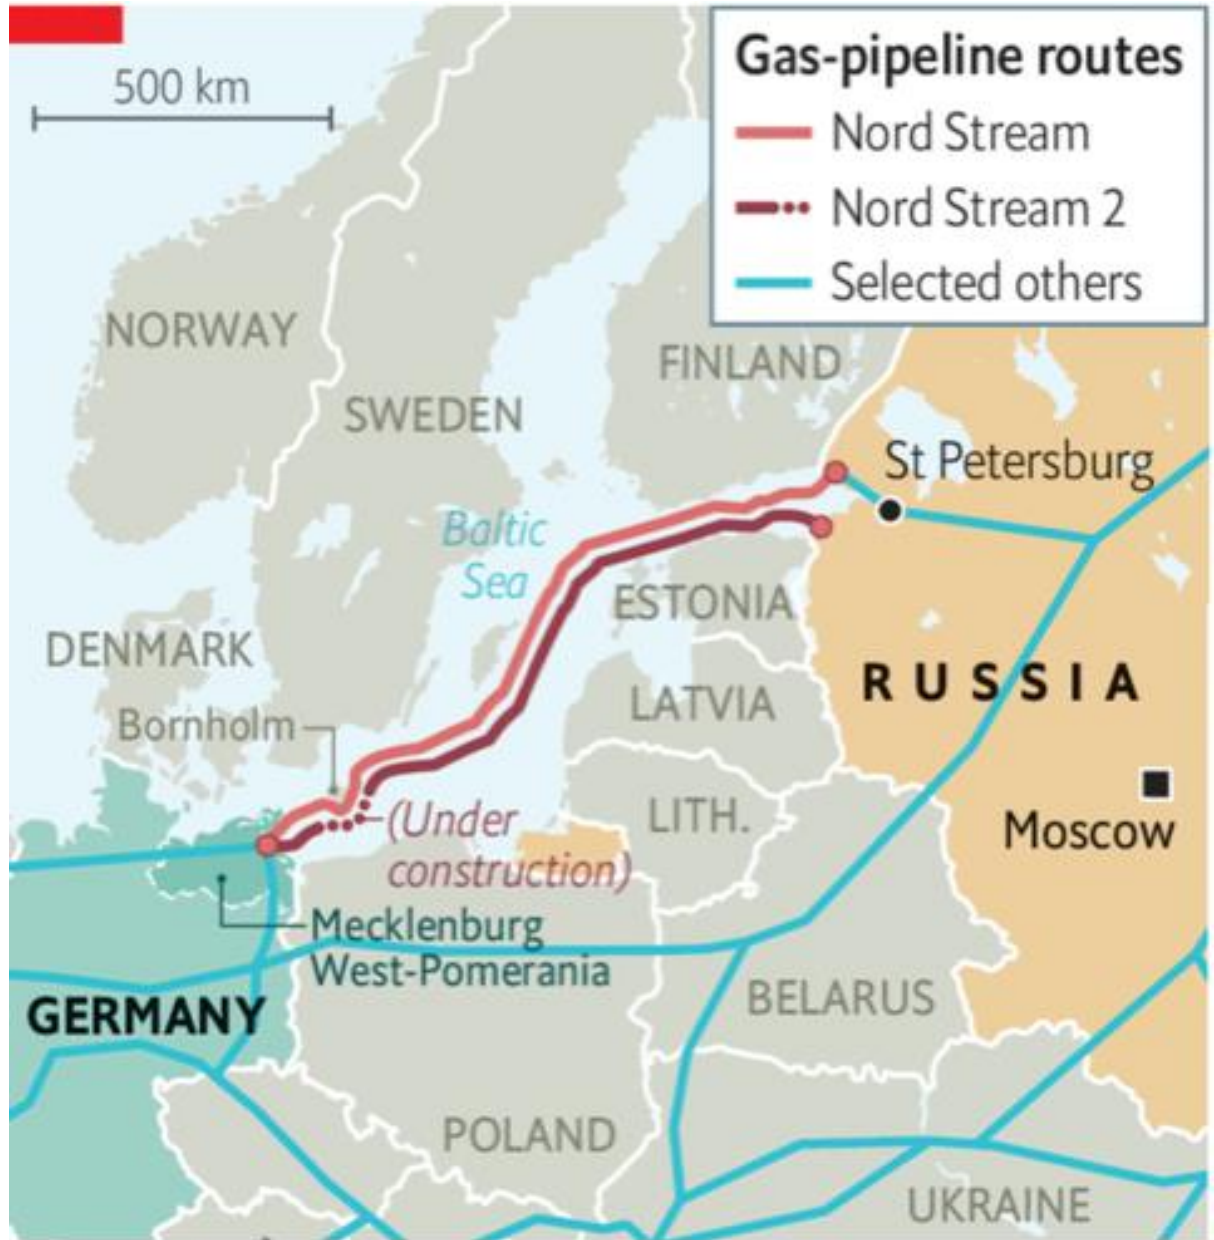 500 km
Gas-pipeline routes
Nord Stream
Nord Stream 2
Selected others
NORWAY
FINLAND
SWEDEN
St Petersburg
Baltic
Sea
ESTONIA
DENMARK
RUSSIA
LATVIA
Bornholm
LITH.
(Under
construction)
Moscow
Mecklenburg
West-Pomerania
GERMANY
BELARUS
POLAND
UKRAINE